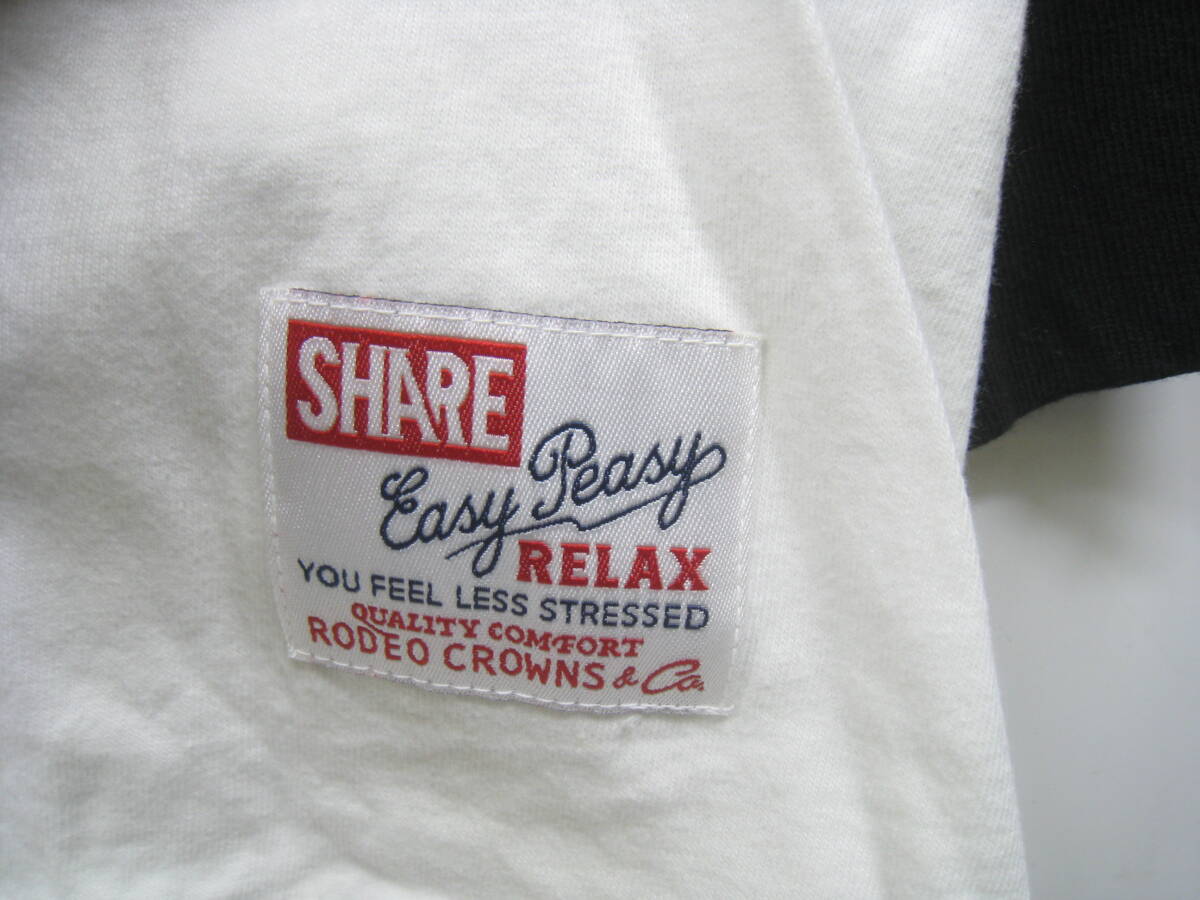 SHARE
Easy Peasy
RELAX
YOU FEEL LESS STRESSED
QUALITY COMFORT
RODEO CROWNS & Co.